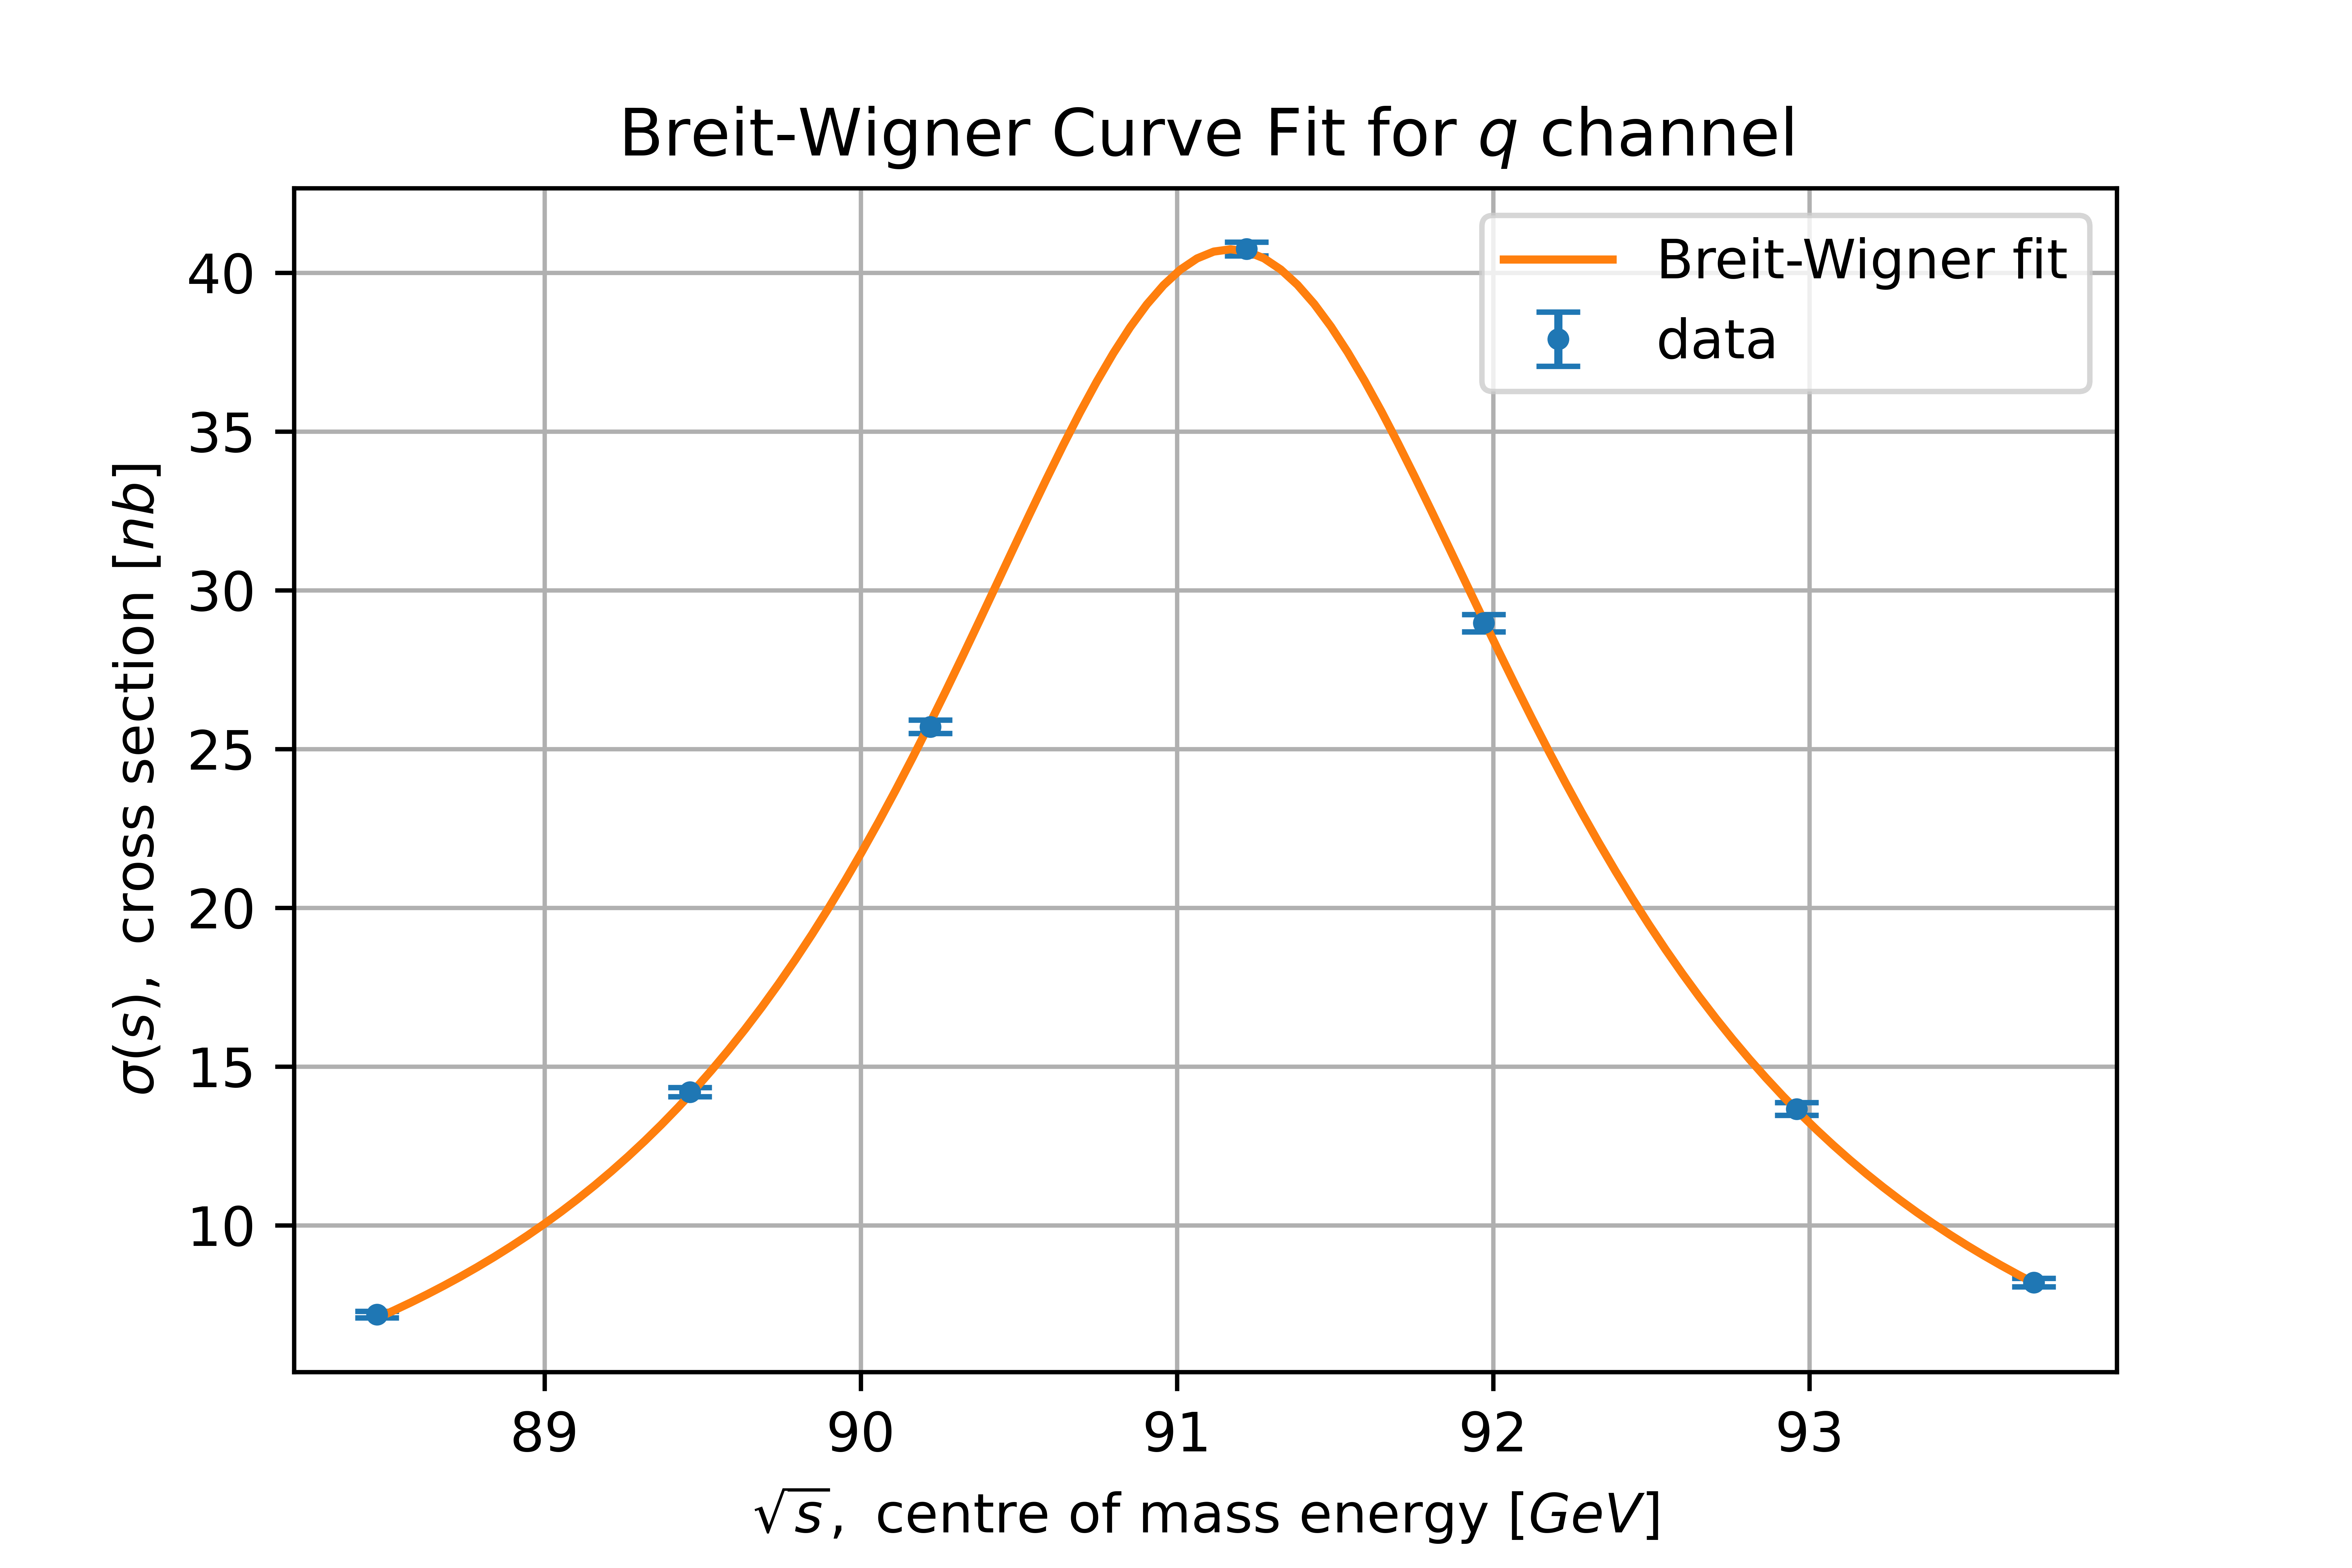 Breit-Wigner Curve Fit for q channel
Breit-Wigner fit
data
σ(s), cross section [nb]
40
35
30
25
20
15
10
89 90 91 92 93
√s, centre of mass energy [GeV]